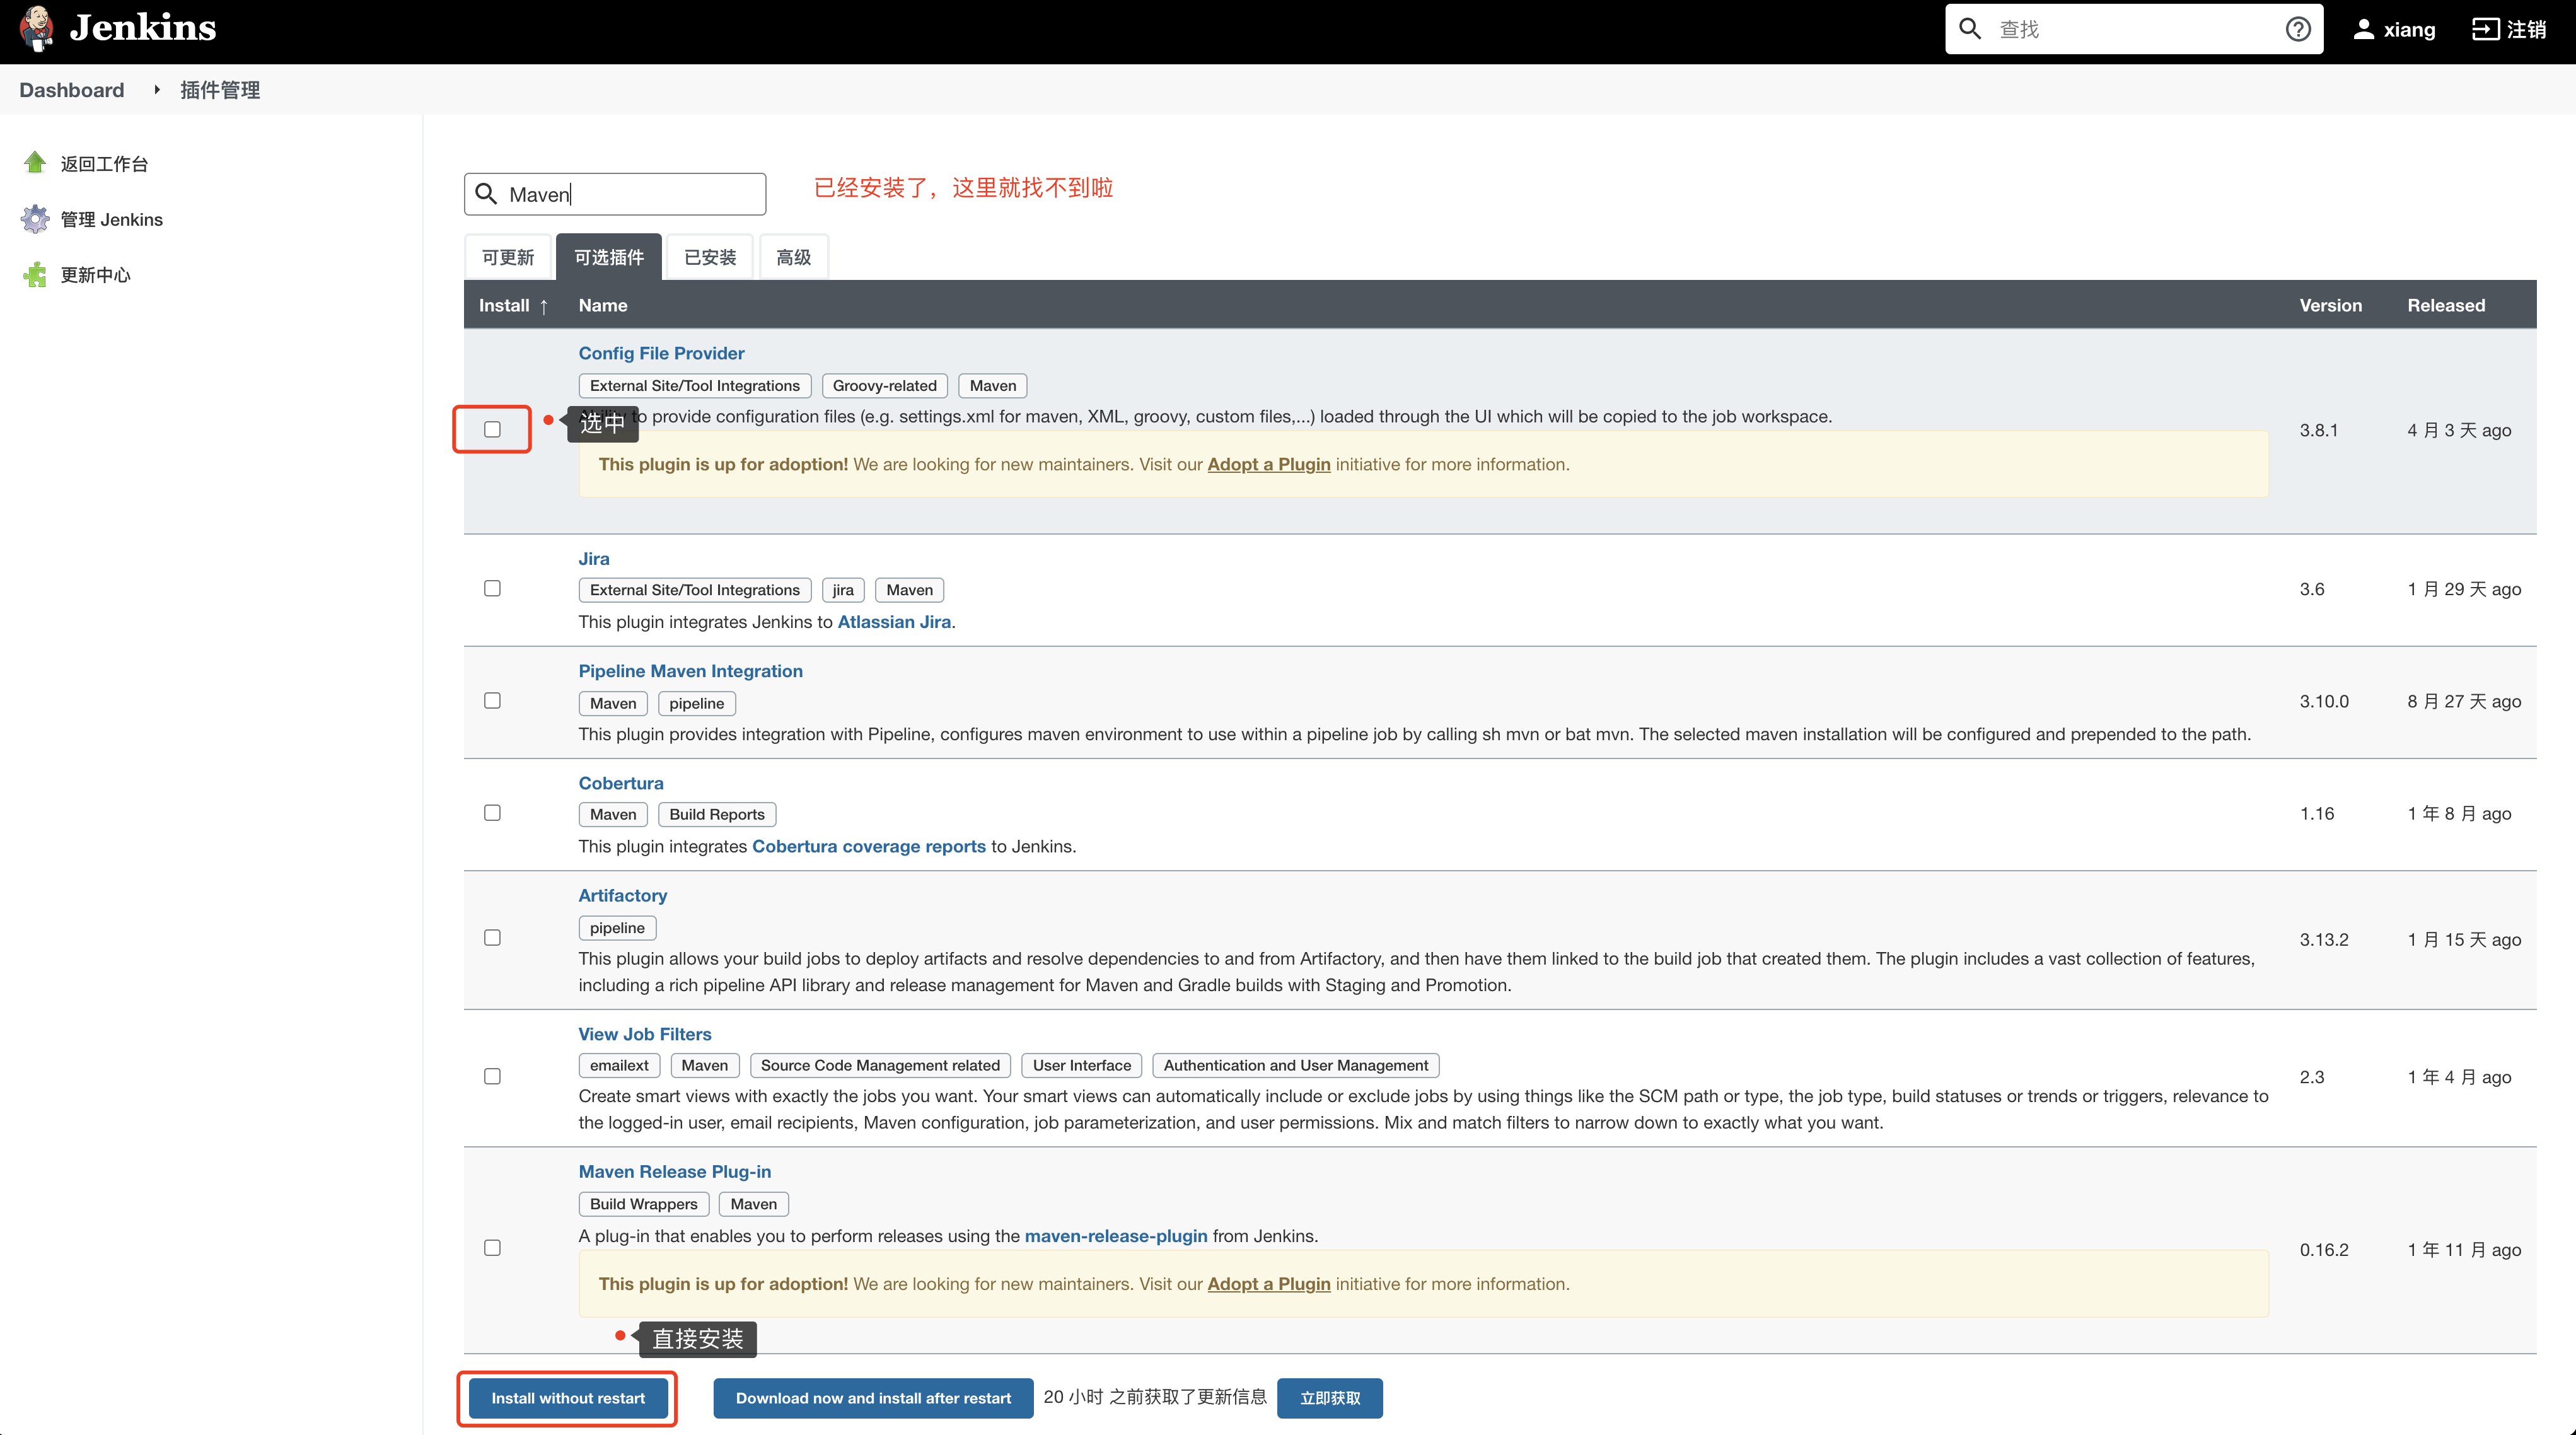 Jenkins
查找
xiang
注销
Dashboard
插件管理
返回工作台
管理 Jenkins
更新中心
Maven
已经安装了，这里就找不到啦
可更新
可选插件
已安装
高级
Install ↑ Name Version Released
Config File Provider
External Site/Tool Integrations Groovy-related Maven
选中
to provide configuration files (e.g. settings.xml for maven, XML, groovy, custom files,...) loaded through the UI which will be copied to the job workspace.
This plugin is up for adoption! We are looking for new maintainers. Visit our Adopt a Plugin initiative for more information.
3.8.1
4 月 3 天 ago
Jira
External Site/Tool Integrations jira Maven
This plugin integrates Jenkins to Atlassian Jira.
3.6
1 月 29 天 ago
Pipeline Maven Integration
Maven pipeline
This plugin provides integration with Pipeline, configures maven environment to use within a pipeline job by calling sh mvn or bat mvn. The selected maven installation will be configured and prepended to the path.
3.10.0
8 月 27 天 ago
Cobertura
Maven Build Reports
This plugin integrates Cobertura coverage reports to Jenkins.
1.16
1 年 8 月 ago
Artifactory
pipeline
This plugin allows your build jobs to deploy artifacts and resolve dependencies to and from Artifactory, and then have them linked to the build job that created them. The plugin includes a vast collection of features,
including a rich pipeline API library and release management for Maven and Gradle builds with Staging and Promotion.
3.13.2
1 月 15 天 ago
View Job Filters
emailext Maven Source Code Management related User Interface Authentication and User Management
Create smart views with exactly the jobs you want. Your smart views can automatically include or exclude jobs by using things like the SCM path or type, the job type, build statuses or trends or triggers, relevance to
the logged-in user, email recipients, Maven configuration, job parameterization, and user permissions. Mix and match filters to narrow down to exactly what you want.
2.3
1 年 4 月 ago
Maven Release Plug-in
Build Wrappers Maven
A plug-in that enables you to perform releases using the maven-release-plugin from Jenkins.
This plugin is up for adoption! We are looking for new maintainers. Visit our Adopt a Plugin initiative for more information.
0.16.2
1 年 11 月 ago
直接安装
Install without restart
Download now and install after restart
20 小时 之前获取了更新信息
立即获取